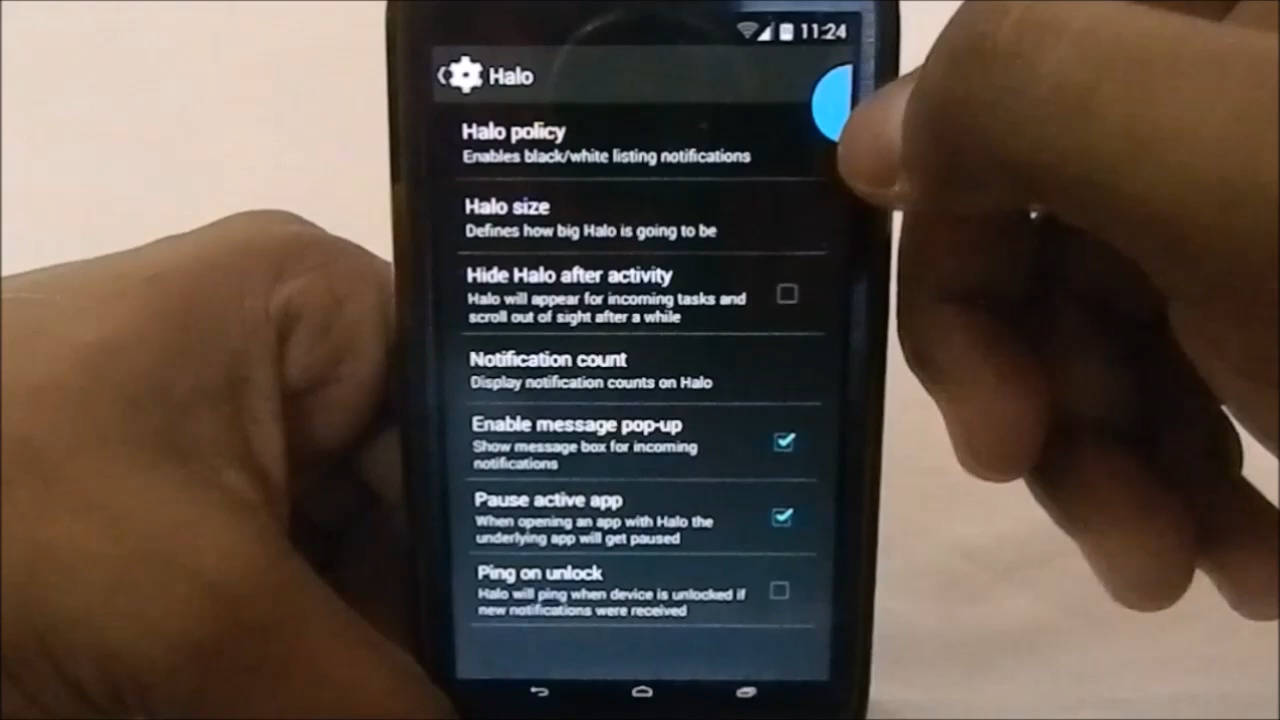 11:24
Halo
Halo policy
Enables black/white listing notifications
Halo size
Defines how big Halo is going to be
Hide Halo after activity
Halo will appear for incoming tasks and
scroll out of sight after a while
Notification count
Display notification counts on Halo
Enable message pop-up
Show message box for incoming
notifications
Pause active app
When opening an app with Halo the
underlying app will get paused
Ping on unlock
Halo will ping when device is unlocked if
new notifications were received